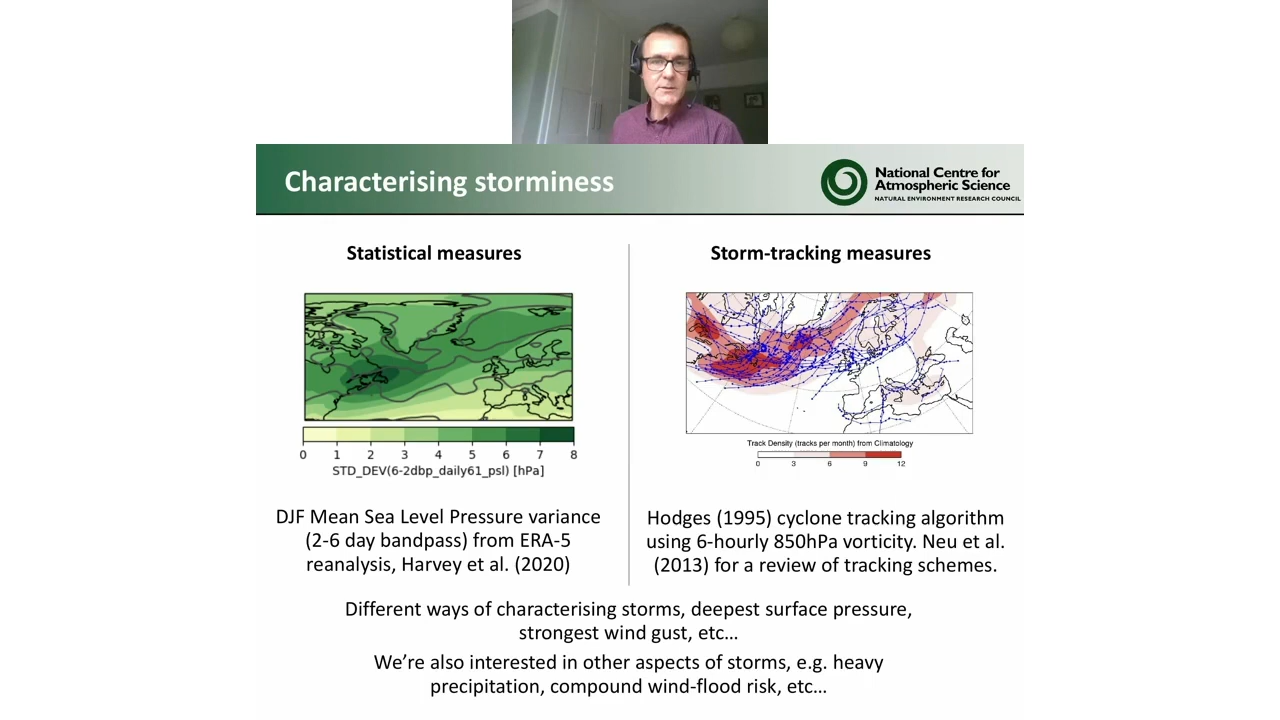 Characterising storminess
National Centre for
Atmospheric Science
NATURAL ENVIRONMENT RESEARCH COUNCIL
Statistical measures
0 1 2 3 4 5 6 7 8
STD_DEV(6-2dbp_daily61_psl) [hPa]
DJF Mean Sea Level Pressure variance
(2-6 day bandpass) from ERA-5
reanalysis, Harvey et al. (2020)
Storm-tracking measures
Track Density (tracks per month) from Climatology
0 3 6 9 12
Hodges (1995) cyclone tracking algorithm
using 6-hourly 850hPa vorticity. Neu et al.
(2013) for a review of tracking schemes.
Different ways of characterising storms, deepest surface pressure,
strongest wind gust, etc…
We’re also interested in other aspects of storms, e.g. heavy
precipitation, compound wind-flood risk, etc…